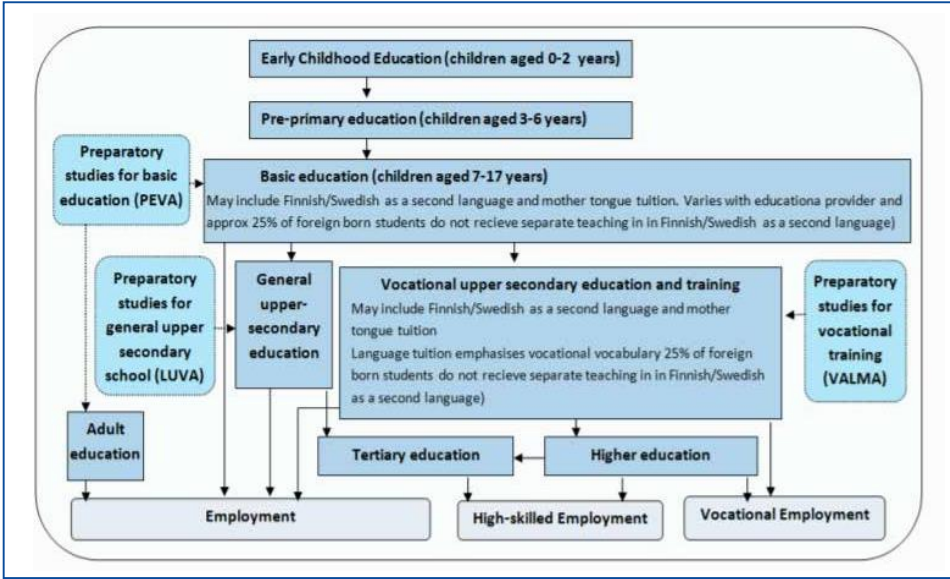 Early Childhood Education (children aged 0-2 years)
Pre-primary education (children aged 3-6 years)
Preparatory
studies for basic
education (PEVA)
Basic education (children aged 7-17 years)
May include Finnish/Swedish as a second language and mother tongue tuition. Varies with educationa provider and
approx 25% of foreign born students do not recieve separate teaching in in Finnish/Swedish as a second language)
Preparatory
studies for
general upper
secondary
school (LUVA)
General
upper-
secondary
education
Vocational upper secondary education and training
May include Finnish/Swedish as a second language and mother
tongue tuition
Language tuition emphasises vocational vocabulary 25% of foreign
born students do not recieve separate teaching in in Finnish/Swedish
as a second language)
Preparatory
studies for
vocational
training
(VALMA)
Adult
education
Tertiary education
Higher education
Employment
High-skilled Employment
Vocational Employment